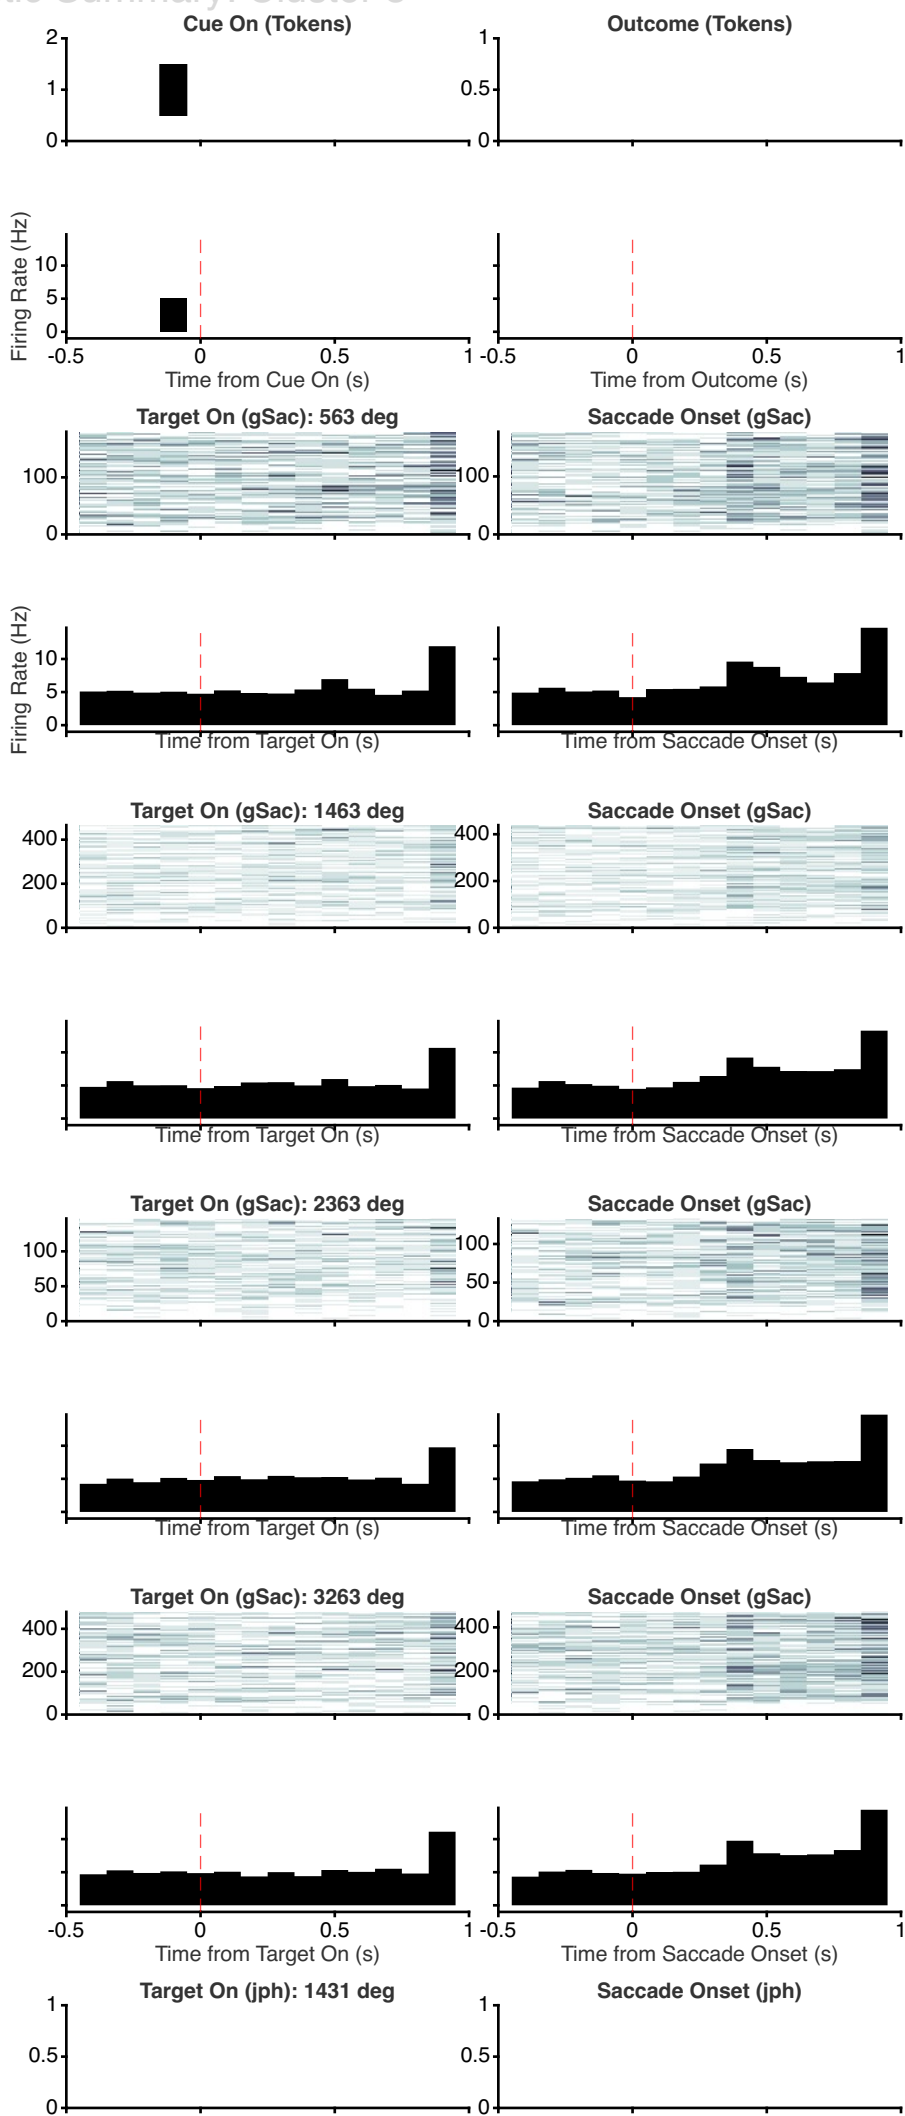 Summary: Cluster
Cue On (Tokens) Outcome (Tokens)
2 1
1 0.5
0 0
Firing Rate (Hz)
10
5
0
-0.5 0 0.5 1 -0.5 0 0.5 1
Time from Cue On (s) Time from Outcome (s)
Target On (gSac): 563 deg Saccade Onset (gSac)
100 100
0 0
Firing Rate (Hz)
10
5
0
Time from Target On (s) Time from Saccade Onset (s)
Target On (gSac): 1463 deg Saccade Onset (gSac)
400 400
200 200
0 0
Time from Target On (s) Time from Saccade Onset (s)
Target On (gSac): 2363 deg Saccade Onset (gSac)
100 100
50 50
0 0
Time from Target On (s) Time from Saccade Onset (s)
Target On (gSac): 3263 deg Saccade Onset (gSac)
400 400
200 200
0 0
-0.5 0 0.5 1 -0.5 0 0.5 1
Time from Target On (s) Time from Saccade Onset (s)
Target On (jph): 1431 deg Saccade Onset (jph)
1 1
0.5 0.5
0 0